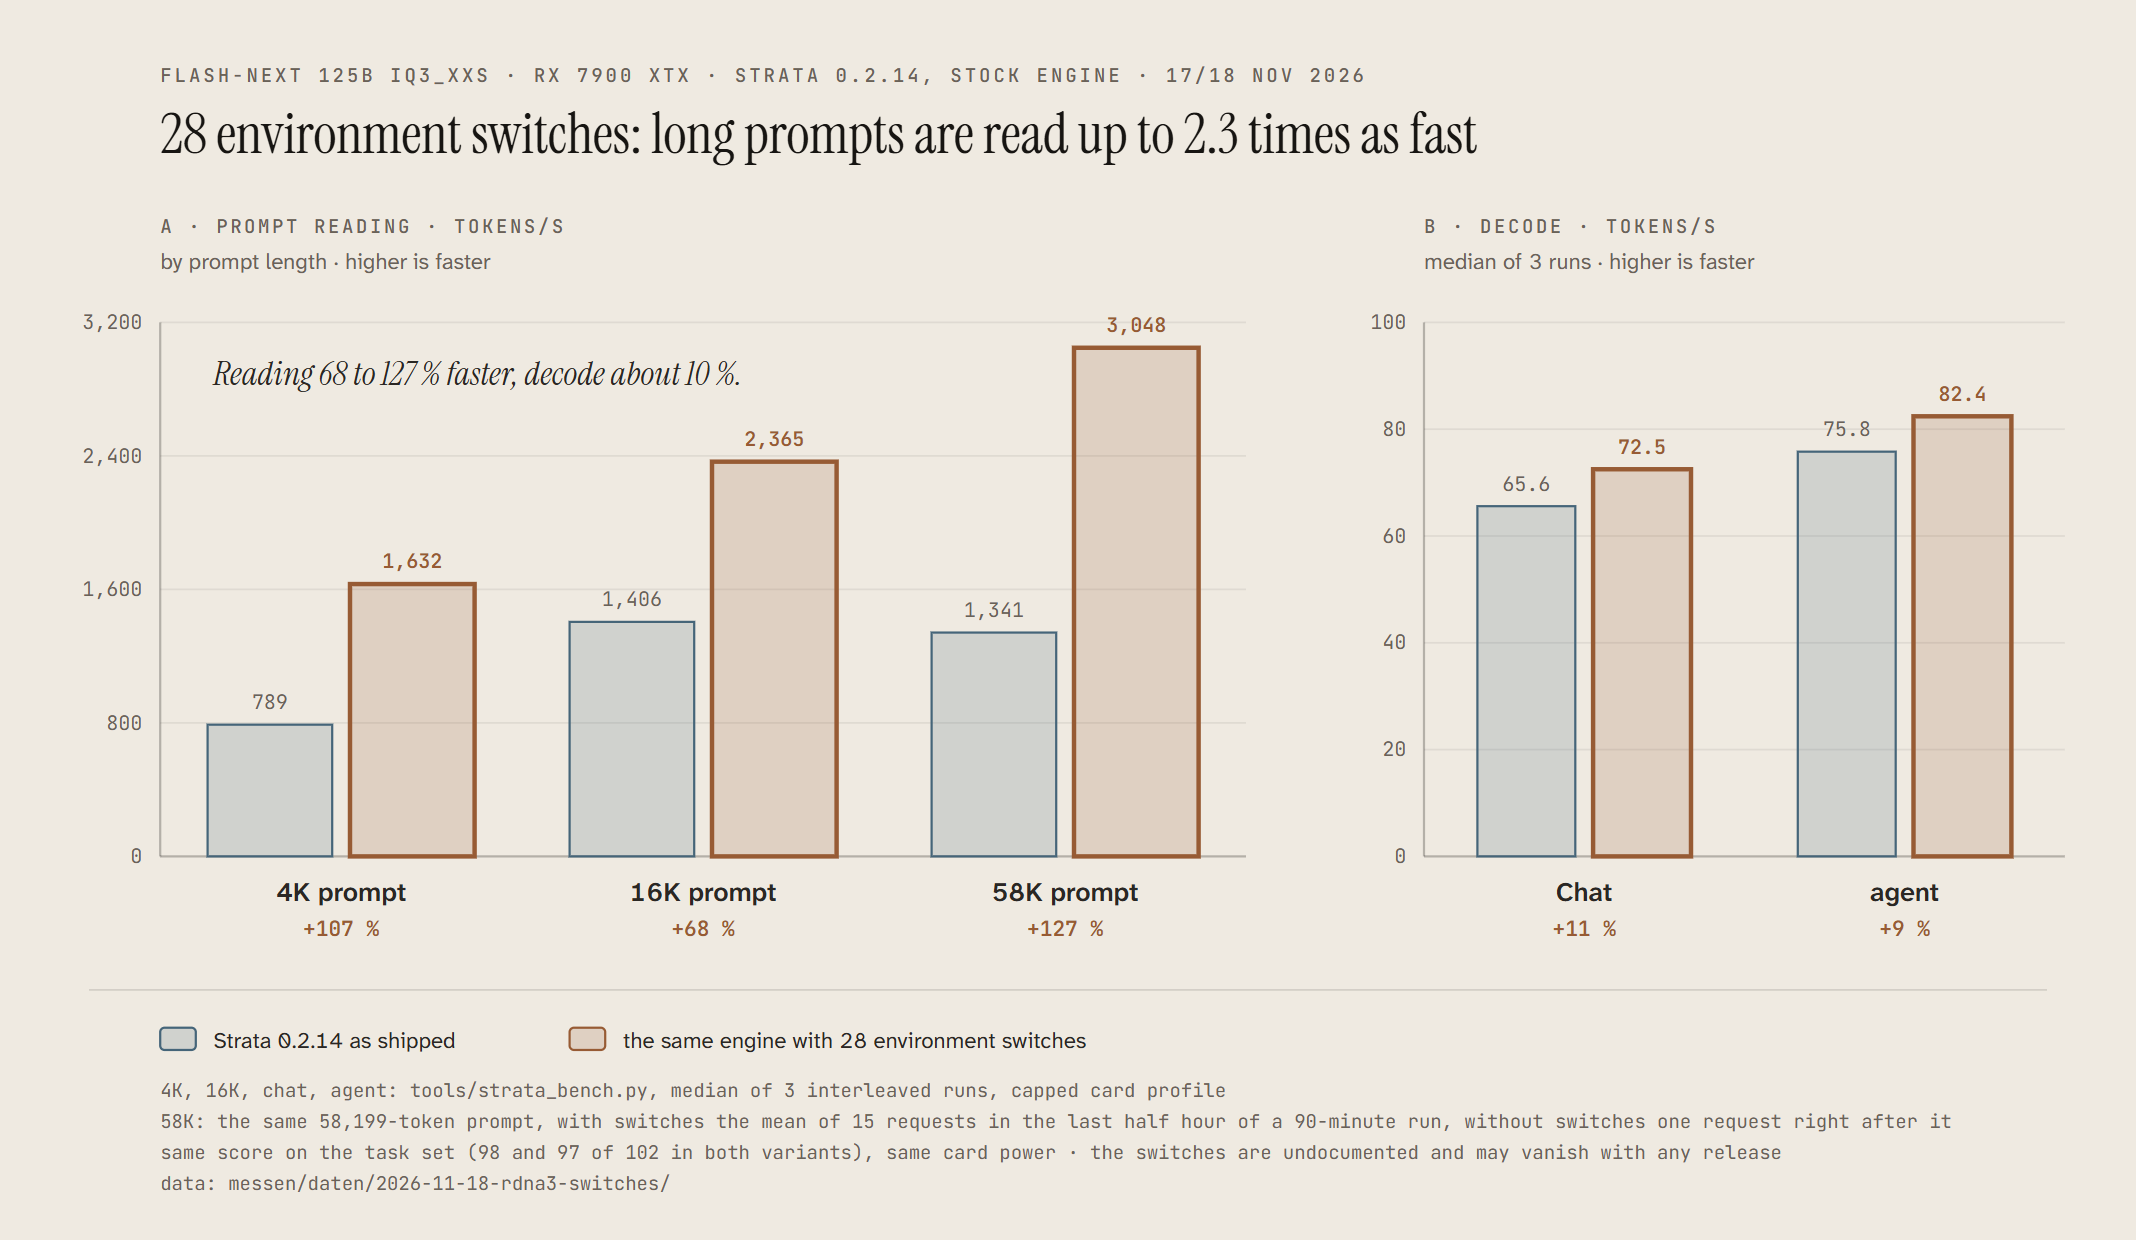 FLASH-NEXT 125B IQ3_XXS · RX 7900 XTX · STRATA 0.2.14, STOCK ENGINE · 17/18 NOV 2026
28 environment switches: long prompts are read up to 2.3 times as fast
A · PROMPT READING · TOKENS/S
by prompt length · higher is faster
3,200
2,400
1,600
800
0
Reading 68 to 127 % faster, decode about 10 %.
789
1,632
1,406
2,365
1,341
3,048
4K prompt
+107 %
16K prompt
+68 %
58K prompt
+127 %
B · DECODE · TOKENS/S
median of 3 runs · higher is faster
100
80
60
40
20
0
65.6
72.5
75.8
82.4
Chat
+11 %
agent
+9 %
Strata 0.2.14 as shipped
the same engine with 28 environment switches
4K, 16K, chat, agent: tools/strata_bench.py, median of 3 interleaved runs, capped card profile
58K: the same 58,199-token prompt, with switches the mean of 15 requests in the last half hour of a 90-minute run, without switches one request right after it
same score on the task set (98 and 97 of 102 in both variants), same card power · the switches are undocumented and may vanish with any release
data: messen/daten/2026-11-18-rdna3-switches/